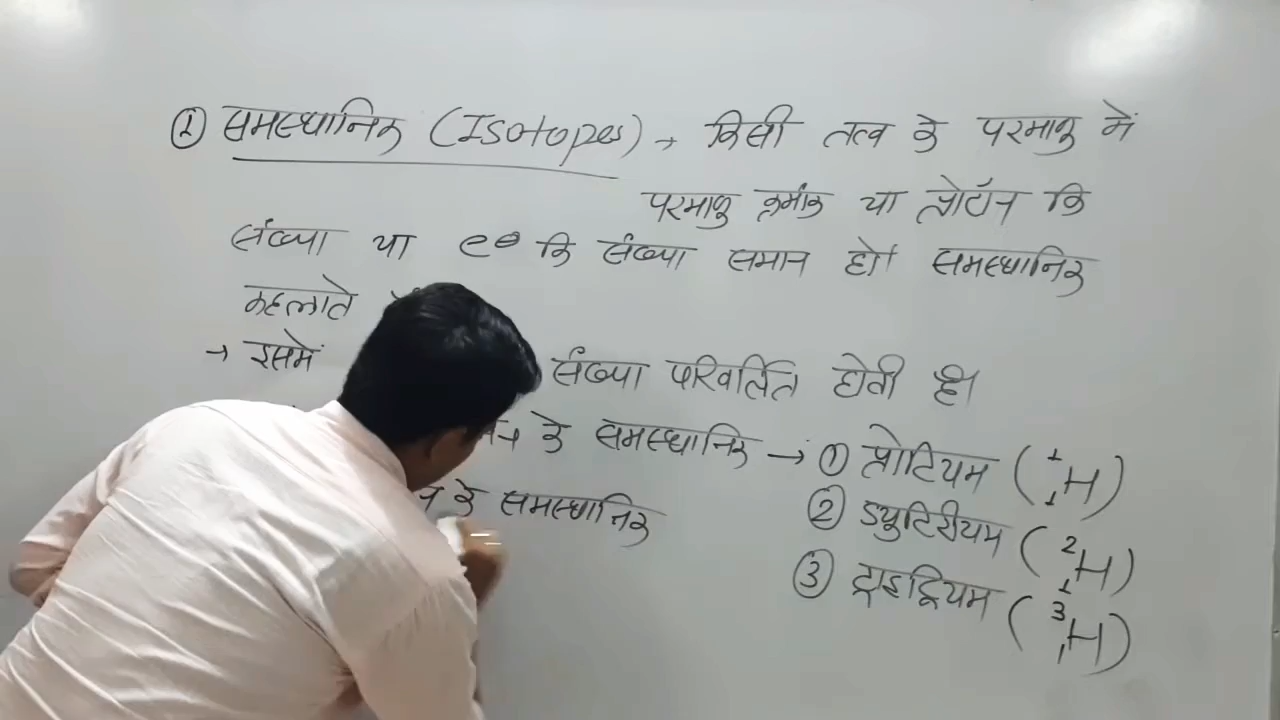 ① समस्थानिक (Isotopes) → किसी तत्व के परमाणु में
परमाणु क्रमांक या प्रोटॉन कि
संख्या या e⊖ कि संख्या समान हो। समस्थानिक
कहलाते
→ इसमें संख्या परिवर्तित होती है।
के समस्थानिक → ① प्रोटियम (¹₁H)
② ड्युटिरीयम (²₁H)
के समस्थानिक
③ ट्राइट्रियम (³₁H)